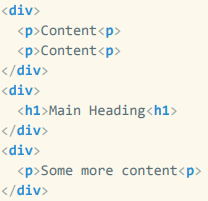 <div>
  <p>Content<p>
  <p>Content<p>
</div>
<div>
  <h1>Main Heading<h1>
</div>
<div>
  <p>Some more content<p>
</div>